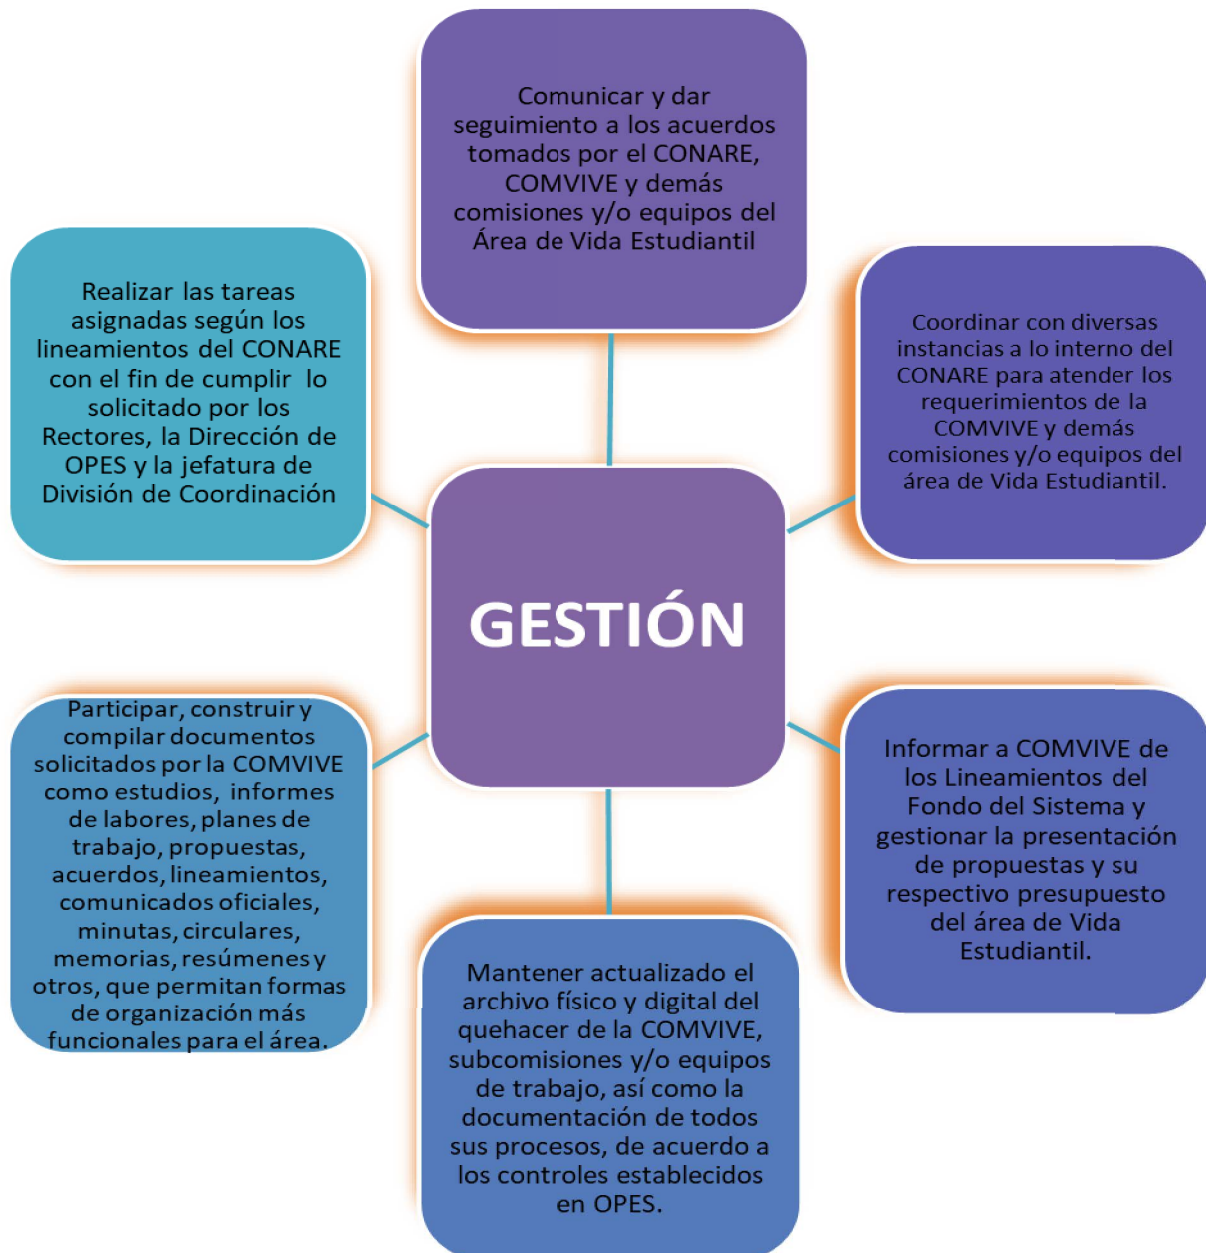 Comunicar y dar
seguimiento a los acuerdos
tomados por el CONARE,
COMVIVE y demás
comisiones y/o equipos del
Área de Vida Estudiantil
Realizar las tareas
asignadas según los
lineamientos del CONARE
con el fin de cumplir lo
solicitado por los
Rectores, la Dirección de
OPES y la jefatura de
División de Coordinación
Coordinar con diversas
instancias a lo interno del
CONARE para atender los
requerimientos de la
COMVIVE y demás
comisiones y/o equipos del
área de Vida Estudiantil.
GESTIÓN
Participar, construir y
compilar documentos
solicitados por la COMVIVE
como estudios, informes
de labores, planes de
trabajo, propuestas,
acuerdos, lineamientos,
comunicados oficiales,
minutas, circulares,
memorias, resúmenes y
otros, que permitan formas
de organización más
funcionales para el área.
Informar a COMVIVE de
los Lineamientos del
Fondo del Sistema y
gestionar la presentación
de propuestas y su
respectivo presupuesto
del área de Vida
Estudiantil.
Mantener actualizado el
archivo físico y digital del
quehacer de la COMVIVE,
subcomisiones y/o equipos
de trabajo, así como la
documentación de todos
sus procesos, de acuerdo a
los controles establecidos
en OPES.